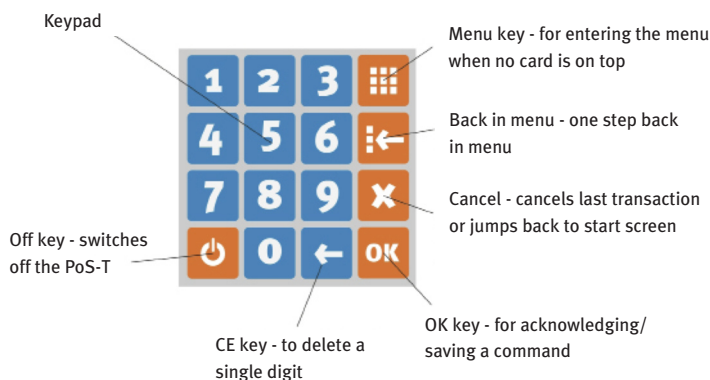 Keypad
Menu key - for entering the menu
when no card is on top
1 2 3
4 5 6
Back in menu - one step back
in menu
7 8 9
Cancel - cancels last transaction
or jumps back to start screen
Off key - switches
off the PoS-T
0 OK
OK key - for acknowledging/
saving a command
CE key - to delete a
single digit